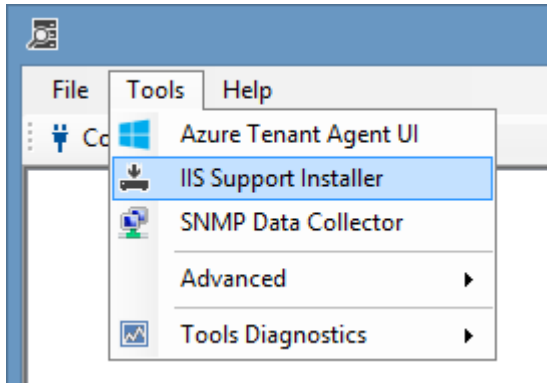 File Tools Help
Co
Azure Tenant Agent UI
IIS Support Installer
SNMP Data Collector
Advanced
Tools Diagnostics